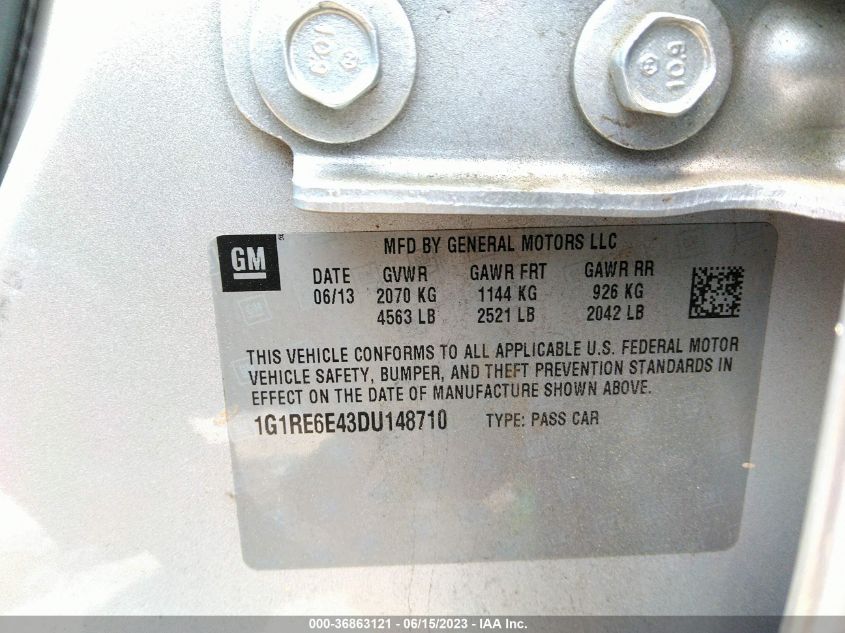 109
109
GM
MFD BY GENERAL MOTORS LLC
DATE GVWR GAWR FRT GAWR RR
06/13 2070 KG 1144 KG 926 KG
4563 LB 2521 LB 2042 LB
THIS VEHICLE CONFORMS TO ALL APPLICABLE U.S. FEDERAL MOTOR
VEHICLE SAFETY, BUMPER, AND THEFT PREVENTION STANDARDS IN
EFFECT ON THE DATE OF MANUFACTURE SHOWN ABOVE.
1G1RE6E43DU148710 TYPE: PASS CAR
000-36863121 - 06/15/2023 - IAA Inc.